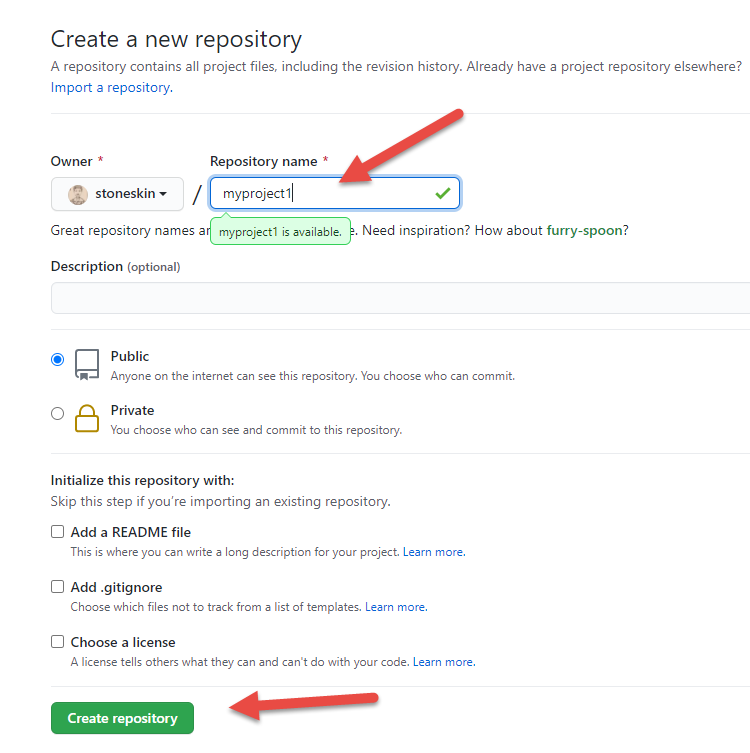 Create a new repository
A repository contains all project files, including the revision history. Already have a project repository elsewhere?
Import a repository.
Owner * Repository name *
stoneskin / myproject1
Great repository names a e. Need inspiration? How about furry-spoon?
myproject1 is available.
Description (optional)
Public
Anyone on the internet can see this repository. You choose who can commit.
Private
You choose who can see and commit to this repository.
Initialize this repository with:
Skip this step if you're importing an existing repository.
Add a README file
This is where you can write a long description for your project. Learn more.
Add .gitignore
Choose which files not to track from a list of templates. Learn more.
Choose a license
A license tells others what they can and can't do with your code. Learn more.
Create repository